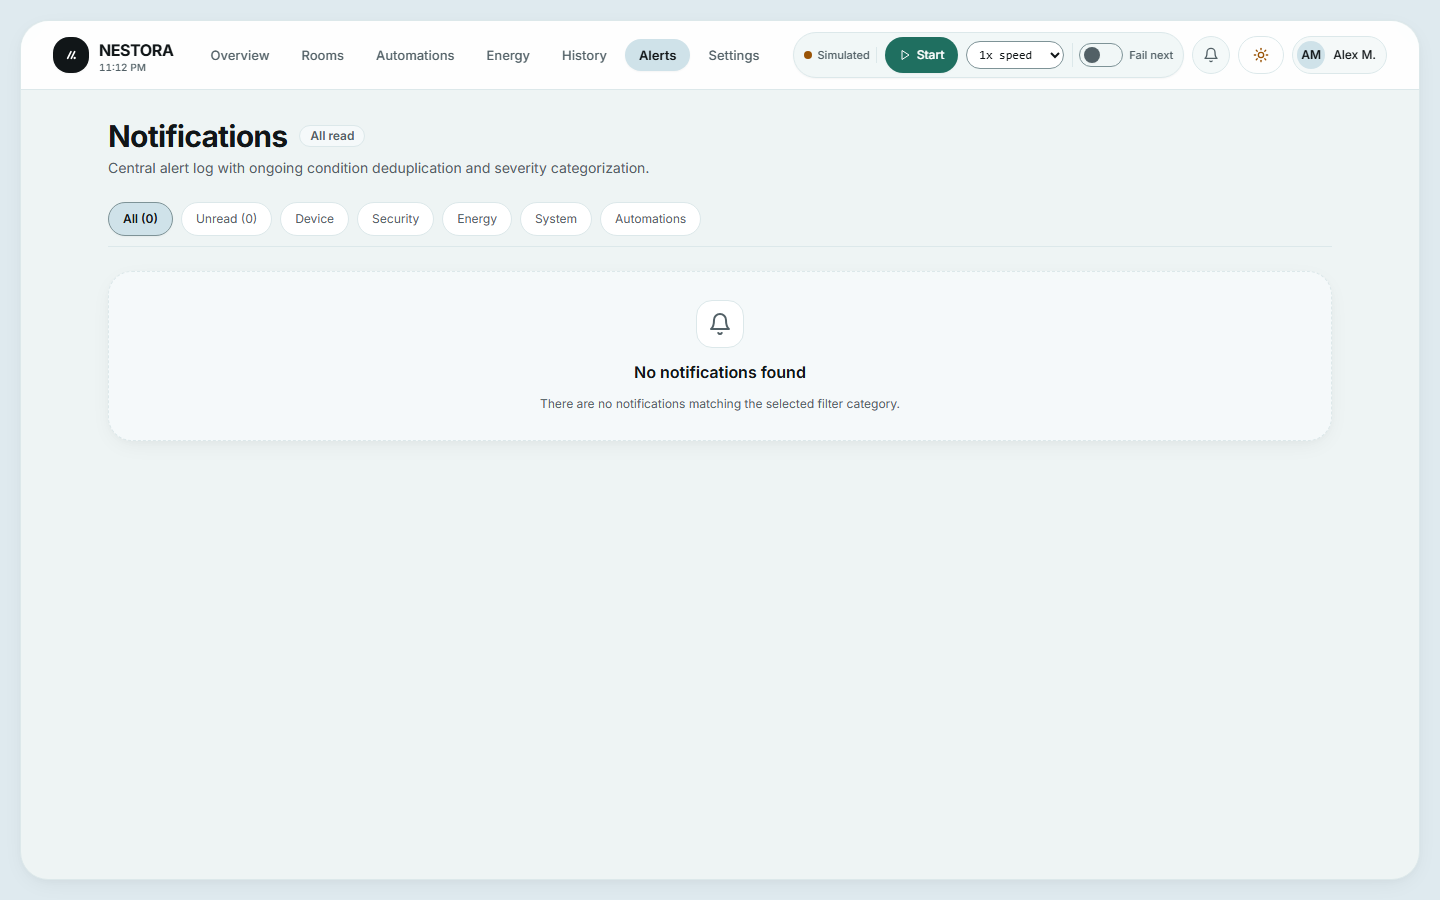 NESTORA
11:12 PM
Overview
Rooms
Automations
Energy
History
Alerts
Settings
Simulated
Start
1x speed
Fail next
AM
Alex M.
Notifications
All read
Central alert log with ongoing condition deduplication and severity categorization.
All (0)
Unread (0)
Device
Security
Energy
System
Automations
No notifications found
There are no notifications matching the selected filter category.